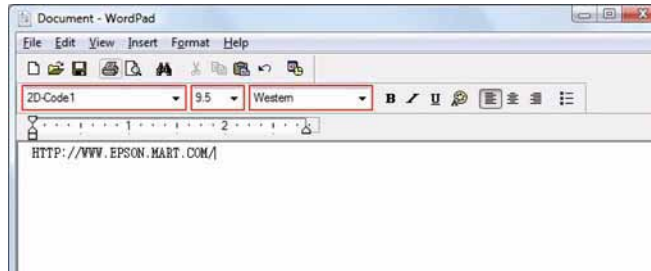 Document - WordPad
File Edit View Insert Format Help
2D-Code1 9.5 Western B I U
1 2
HTTP://WWW.EPSON.MART.COM/